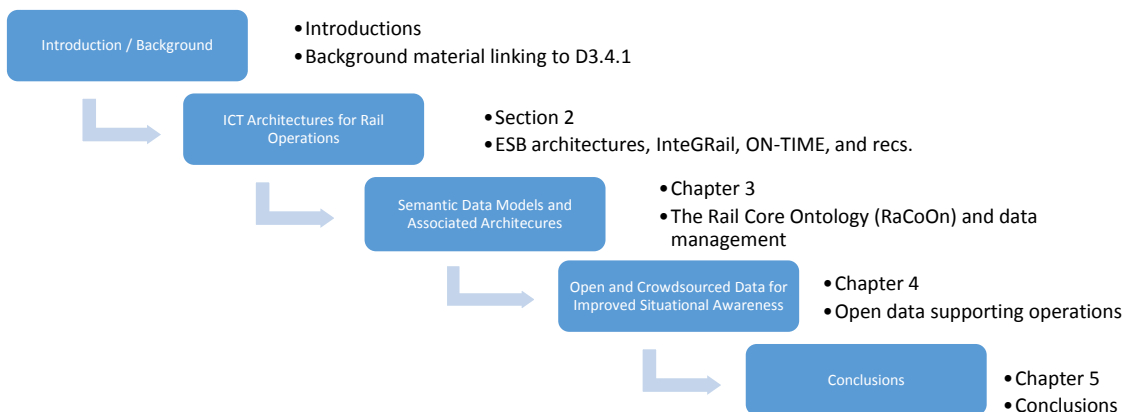 Introduction / Background
•Introductions
•Background material linking to D3.4.1
ICT Architectures for Rail
Operations
•Section 2
•ESB architectures, InteGRail, ON-TIME, and recs.
Semantic Data Models and
Associated Architecures
•Chapter 3
•The Rail Core Ontology (RaCoOn) and data
management
Open and Crowdsourced Data for
Improved Situational Awareness
•Chapter 4
•Open data supporting operations
Conclusions
•Chapter 5
•Conclusions